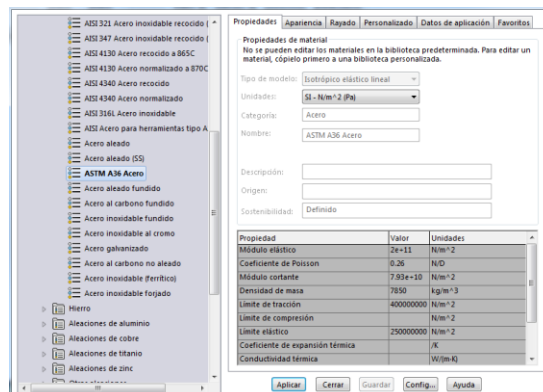 AISI 321 Acero inoxidable recocido (
AISI 347 Acero inoxidable recocido (
AISI 4130 Acero recocido a 865C
AISI 4130 Acero normalizado a 870C
AISI 4340 Acero recocido
AISI 4340 Acero normalizado
AISI 316L Acero inoxidable
AISI Acero para herramientas tipo A
Acero aleado
Acero aleado (SS)
ASTM A36 Acero
Acero aleado fundido
Acero al carbono fundido
Acero inoxidable fundido
Acero inoxidable al cromo
Acero galvanizado
Acero al carbono no aleado
Acero inoxidable (ferrítico)
Acero inoxidable forjado
Hierro
Aleaciones de aluminio
Aleaciones de cobre
Aleaciones de titanio
Aleaciones de zinc
Propiedades Apariencia Rayado Personalizado Datos de aplicación Favoritos
Propiedades de material
No se pueden editar los materiales en la biblioteca predeterminada. Para editar un
material, cópielo primero a una biblioteca personalizada.
Tipo de modelo: Isotrópico elástico lineal
Unidades: SI - N/m^2 (Pa)
Categoría: Acero
Nombre: ASTM A36 Acero
Descripción:
Origen:
Sostenibilidad: Definido
Propiedad Valor Unidades
Módulo elástico 2e+11 N/m^2
Coeficiente de Poisson 0.26 N/D
Módulo cortante 7.93e+10 N/m^2
Densidad de masa 7850 kg/m^3
Límite de tracción 400000000 N/m^2
Límite de compresión N/m^2
Límite elástico 250000000 N/m^2
Coeficiente de expansión térmica /K
Conductividad térmica W/(m·K)
Aplicar Cerrar Guardar Config... Ayuda